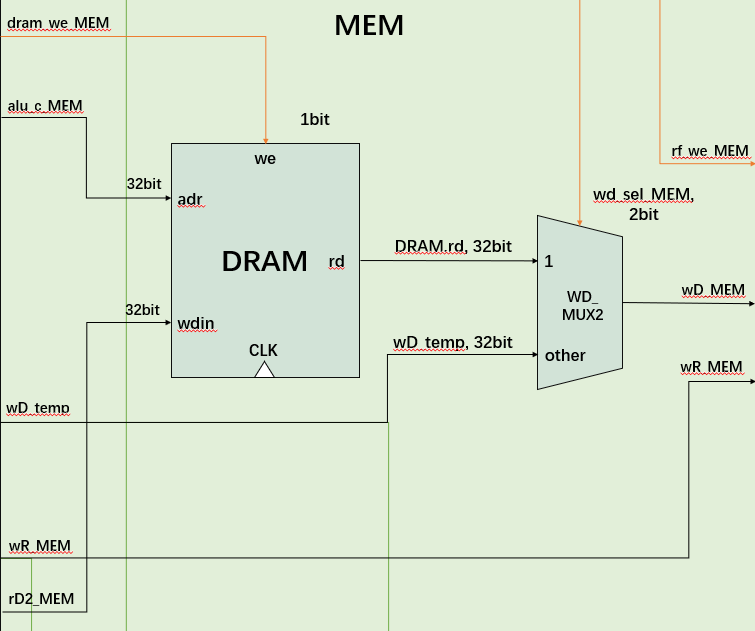 MEM
dram_we_MEM
alu_c_MEM
1bit
we
rf_we_MEM
32bit
adr
wd_sel_MEM,
2bit
DRAM
rd
DRAM.rd, 32bit
1
WD_
MUX2
wD_MEM
32bit
wdin
CLK
wD_temp, 32bit
other
wR_MEM
wD_temp
wR_MEM
rD2_MEM